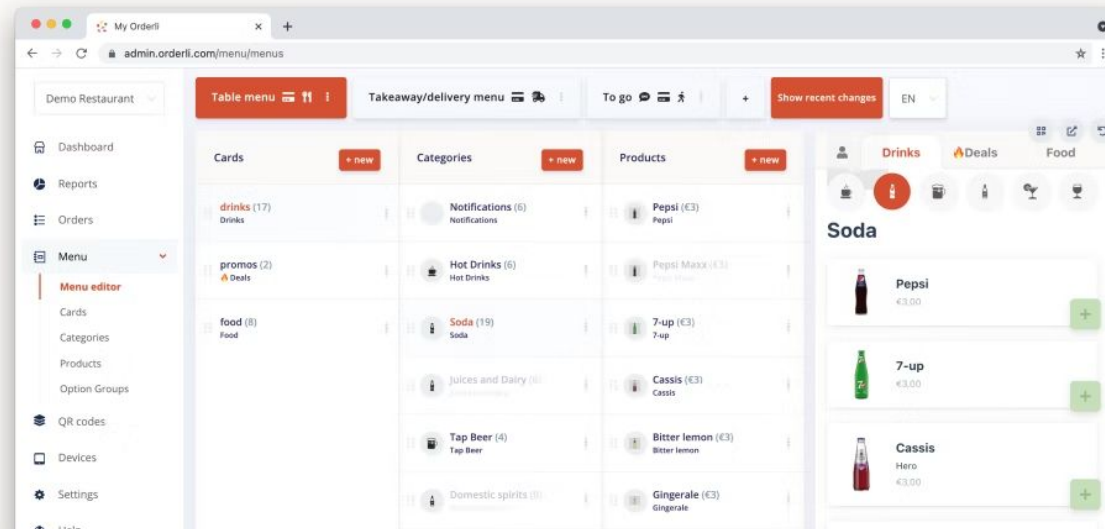 My Orderli
admin.orderli.com/menu/menus
Demo Restaurant
Table menu
Takeaway/delivery menu
To go
+
Show recent changes
EN
Dashboard
Reports
Orders
Menu
Menu editor
Cards
Categories
Products
Option Groups
QR codes
Devices
Settings
Help
Cards
+ new
drinks (17)
Drinks
promos (2)
🔥 Deals
food (8)
Food
Categories
+ new
Notifications (6)
Notifications
Hot Drinks (6)
Hot Drinks
Soda (19)
Soda
Juices and Dairy
Tap Beer (4)
Tap Beer
Domestic spirits
Products
+ new
Pepsi (€3)
Pepsi
Pepsi Maxx (€3)
7-up (€3)
7-up
Cassis (€3)
Cassis
Bitter lemon (€3)
Bitter lemon
Gingerale (€3)
Gingerale
Drinks
🔥Deals
Food
Soda
Pepsi
€3,00
7-up
€3,00
Cassis
Hero
€3,00